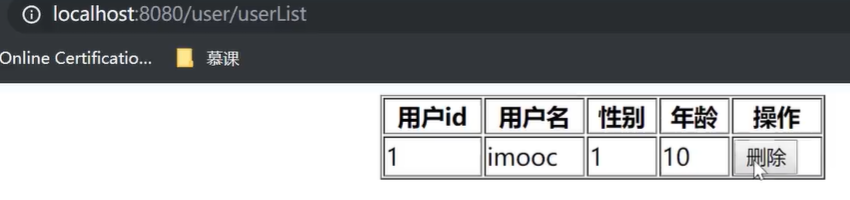 localhost:8080/user/userList
Online Certificatio... 慕课
用户id 用户名 性别 年龄 操作
1 imooc 1 10 删除